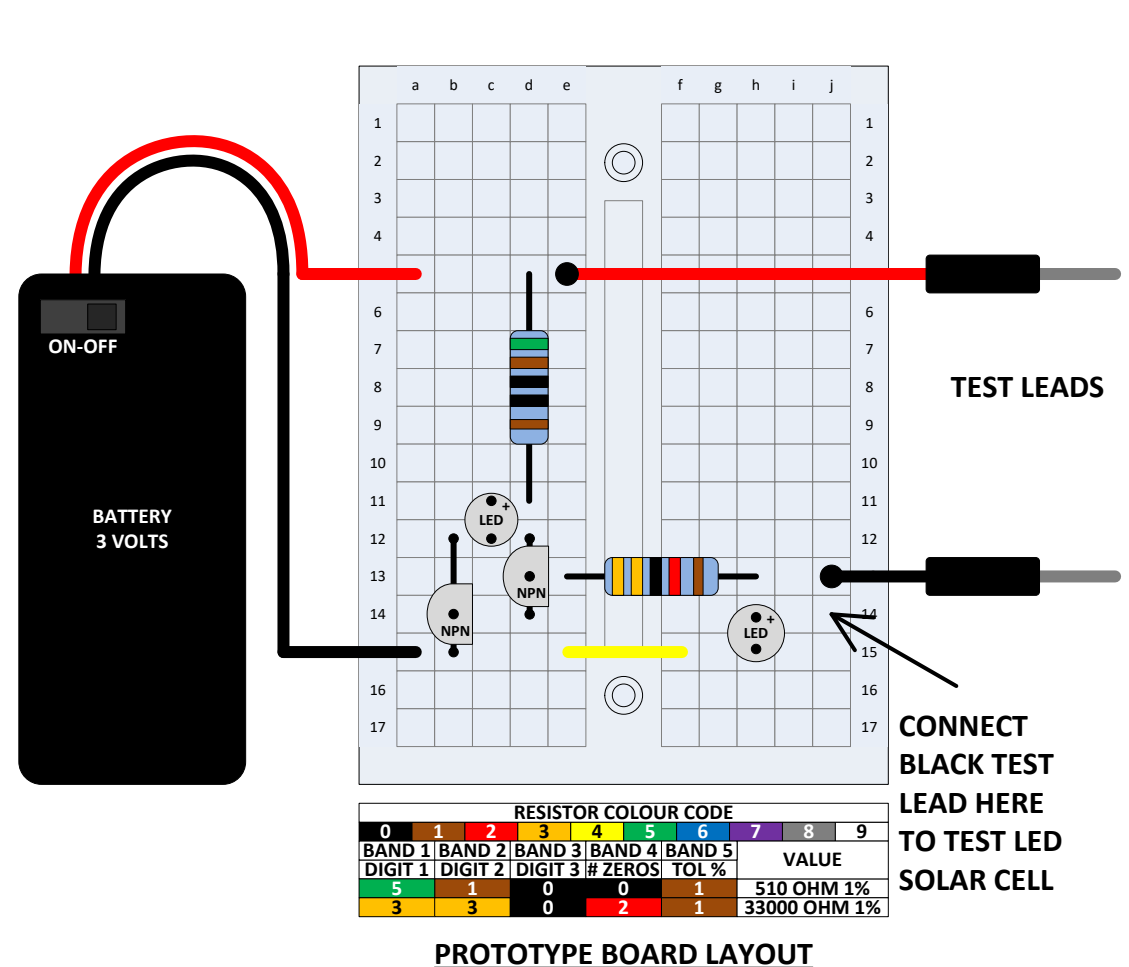 a b c d e f g h i j
1 1
2 2
3 3
4 4
6 6
7 7
8 8
9 9
10 10
11 11
12 12
13 13
14
15
16 16
17 17
ON-OFF
BATTERY
3 VOLTS
+
LED
NPN
NPN
+
LED
TEST LEADS
CONNECT
BLACK TEST
LEAD HERE
TO TEST LED
SOLAR CELL
RESISTOR COLOUR CODE
0 1 2 3 4 5 6 7 8 9
BAND 1 BAND 2 BAND 3 BAND 4 BAND 5 VALUE
DIGIT 1 DIGIT 2 DIGIT 3 # ZEROS TOL %
5 1 0 0 1 510 OHM 1%
3 3 0 2 1 33000 OHM 1%
PROTOTYPE BOARD LAYOUT